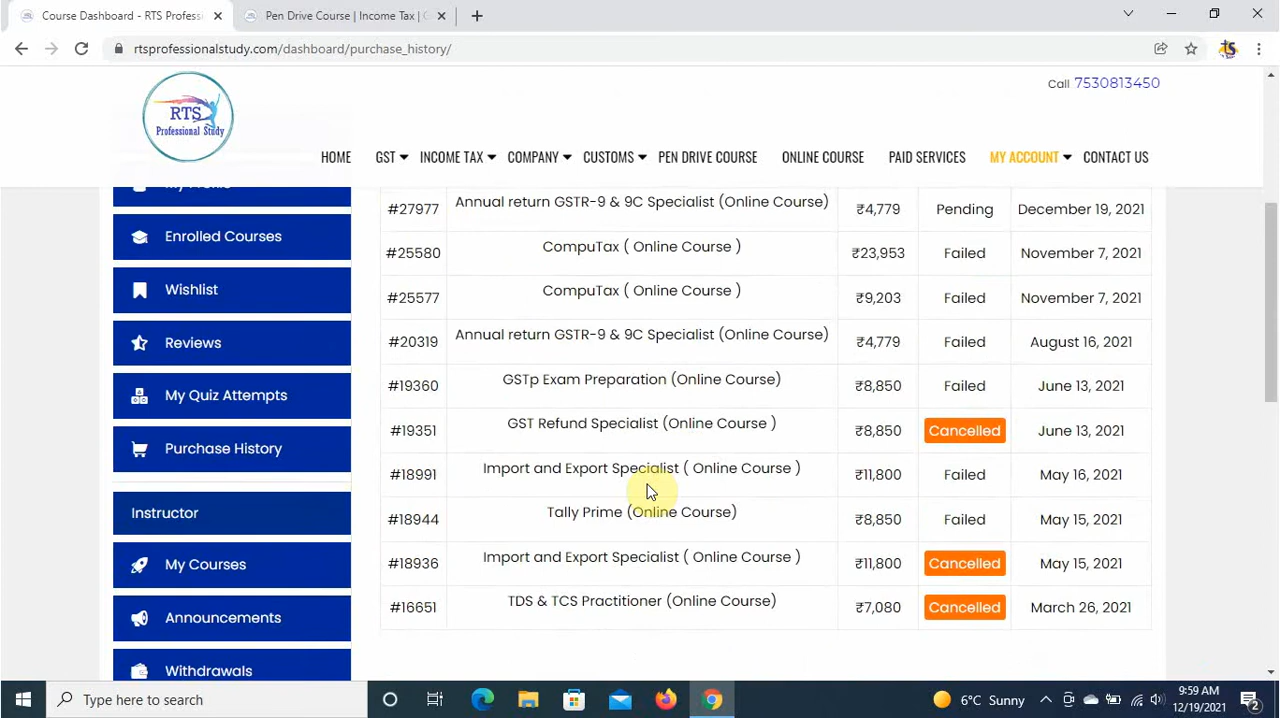 Course Dashboard - RTS Profess
Pen Drive Course | Income Tax | G
rtsprofessionalstudy.com/dashboard/purchase_history/
Call 7530813450
RTS
Professional Study
HOME GST INCOME TAX COMPANY CUSTOMS PEN DRIVE COURSE ONLINE COURSE PAID SERVICES MY ACCOUNT CONTACT US
My Profile
Enrolled Courses
Wishlist
Reviews
My Quiz Attempts
Purchase History
Instructor
My Courses
Announcements
Withdrawals
#27977 Annual return GSTR-9 & 9C Specialist (Online Course) ₹4,779 Pending December 19, 2021
#25580 CompuTax ( Online Course ) ₹23,953 Failed November 7, 2021
#25577 CompuTax ( Online Course ) ₹9,203 Failed November 7, 2021
#20319 Annual return GSTR-9 & 9C Specialist (Online Course) ₹4,779 Failed August 16, 2021
#19360 GSTp Exam Preparation (Online Course) ₹8,850 Failed June 13, 2021
#19351 GST Refund Specialist (Online Course ) ₹8,850 Cancelled June 13, 2021
#18991 Import and Export Specialist ( Online Course ) ₹11,800 Failed May 16, 2021
#18944 Tally Prime (Online Course) ₹8,850 Failed May 15, 2021
#18936 Import and Export Specialist ( Online Course ) ₹11,800 Cancelled May 15, 2021
#16651 TDS & TCS Practitioner (Online Course) ₹7,080 Cancelled March 26, 2021
Type here to search
6°C Sunny
9:59 AM
12/19/2021
2